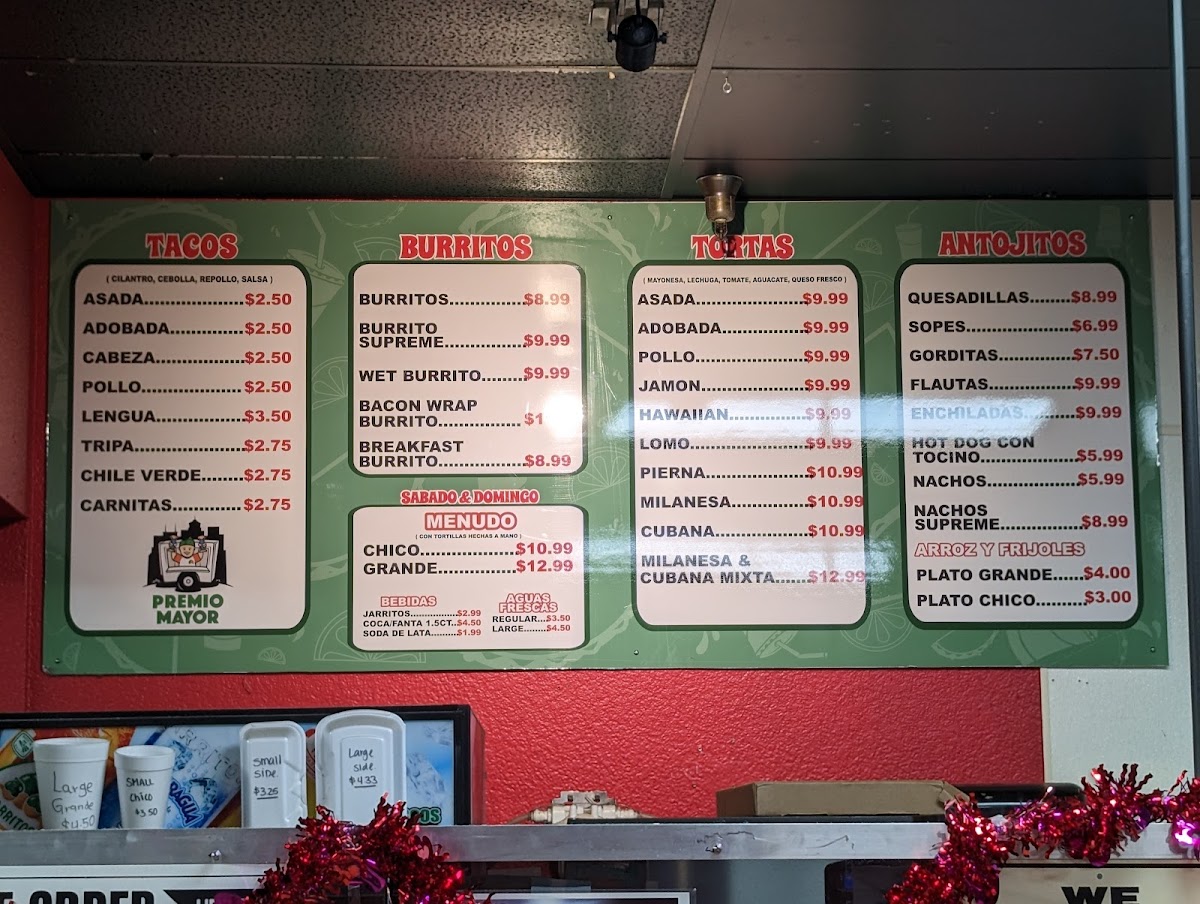 TACOS
( CILANTRO, CEBOLLA, REPOLLO, SALSA )
ASADA......................$2.50
ADOBADA................$2.50
CABEZA...................$2.50
POLLO......................$2.50
LENGUA...................$3.50
TRIPA.......................$2.75
CHILE VERDE.........$2.75
CARNITAS...............$2.75
PREMIO
MAYOR
BURRITOS
BURRITOS................$8.99
BURRITO
SUPREME.................$9.99
WET BURRITO.........$9.99
BACON WRAP
BURRITO.................. $1
BREAKFAST
BURRITO..................$8.99
SABADO & DOMINGO
MENUDO
( CON TORTILLAS HECHAS A MANO )
CHICO.....................$10.99
GRANDE.................$12.99
BEBIDAS
JARRITOS.................$2.99
COCA/FANTA 1.5CT..$4.50
SODA DE LATA.........$1.99
AGUAS
FRESCAS
REGULAR...$3.50
LARGE........$4.50
TORTAS
( MAYONESA, LECHUGA, TOMATE, AGUACATE, QUESO FRESCO )
ASADA........................$9.99
ADOBADA..................$9.99
POLLO........................$9.99
JAMON.......................$9.99
HAWAIIAN..................$9.99
LOMO.........................$9.99
PIERNA......................$10.99
MILANESA.................$10.99
CUBANA....................$10.99
MILANESA &
CUBANA MIXTA.......$12.99
ANTOJITOS
QUESADILLAS........$8.99
SOPES.....................$6.99
GORDITAS...............$7.50
FLAUTAS.................$9.99
ENCHILADAS..........$9.99
HOT DOG CON
TOCINO...................$5.99
NACHOS..................$5.99
NACHOS
SUPREME................$8.99
ARROZ Y FRIJOLES
PLATO GRANDE......$4.00
PLATO CHICO..........$3.00
Large
Grande
$4.50
SMALL
Chico
$3.50
Small
side.
$3.25
Large
side
$4.33
ORDER
WE